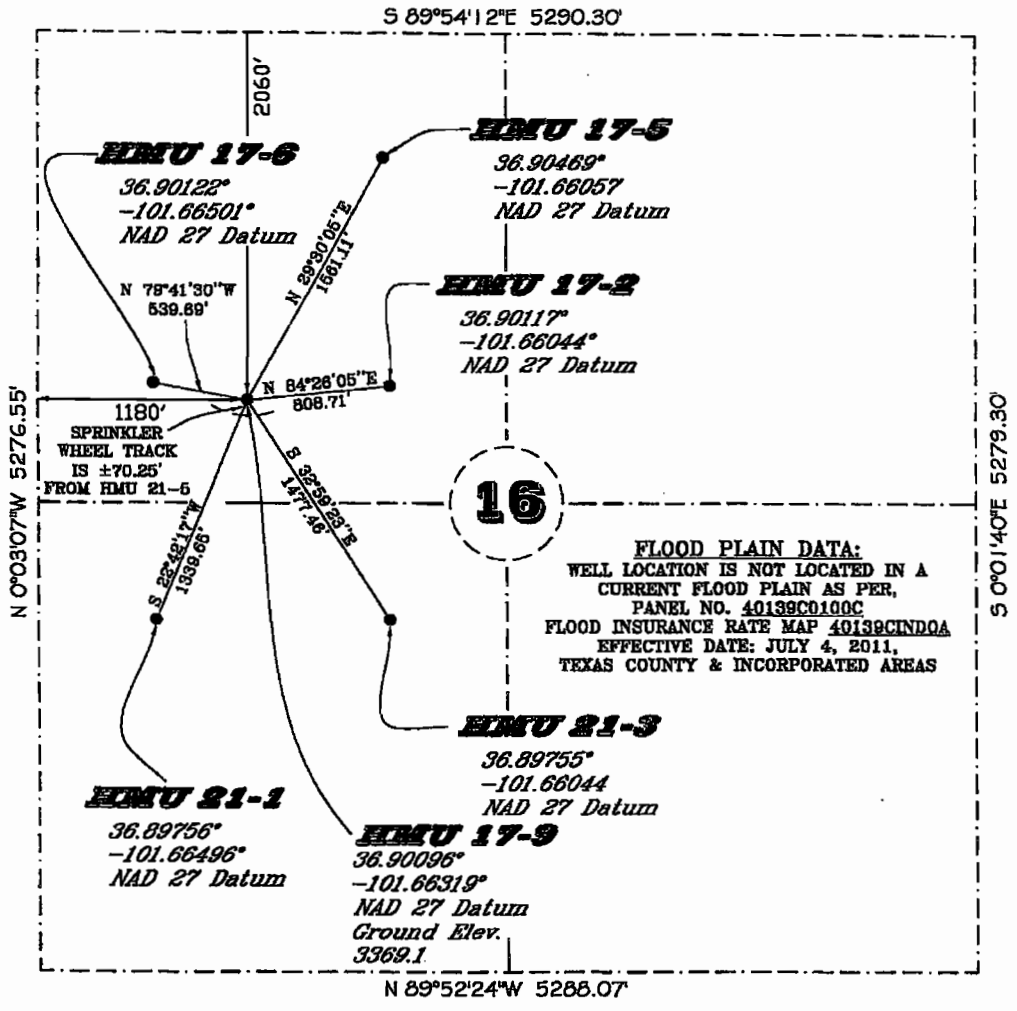 S 89°54'12"E 5290.30'
2060'
HMU 17-6
36.90122°
-101.66501°
NAD 27 Datum
HMU 17-5
36.90469°
-101.66057
NAD 27 Datum
N 29°30'05"E
1561.11'
HMU 17-2
36.90117°
-101.66044°
NAD 27 Datum
N 79°41'30"W
539.69'
N 84°26'05"E
808.71'
1180'
SPRINKLER
WHEEL TRACK
IS ±70.25'
FROM HMU 21-5
N 0°03'07"W 5276.55'
S 0°01'40"E 5279.30'
S 32°59'23"E
1477.46'
S 22°42'17"W
1339.66'
16
FLOOD PLAIN DATA:
WELL LOCATION IS NOT LOCATED IN A
CURRENT FLOOD PLAIN AS PER,
PANEL NO. 40139C0100C
FLOOD INSURANCE RATE MAP 40139CIND0A
EFFECTIVE DATE: JULY 4, 2011,
TEXAS COUNTY & INCORPORATED AREAS
HMU 21-3
36.89755°
-101.66044
NAD 27 Datum
HMU 21-1
36.89756°
-101.66496°
NAD 27 Datum
HMU 17-9
36.90096°
-101.66319°
NAD 27 Datum
Ground Elev.
3369.1
N 89°52'24"W 5288.07'